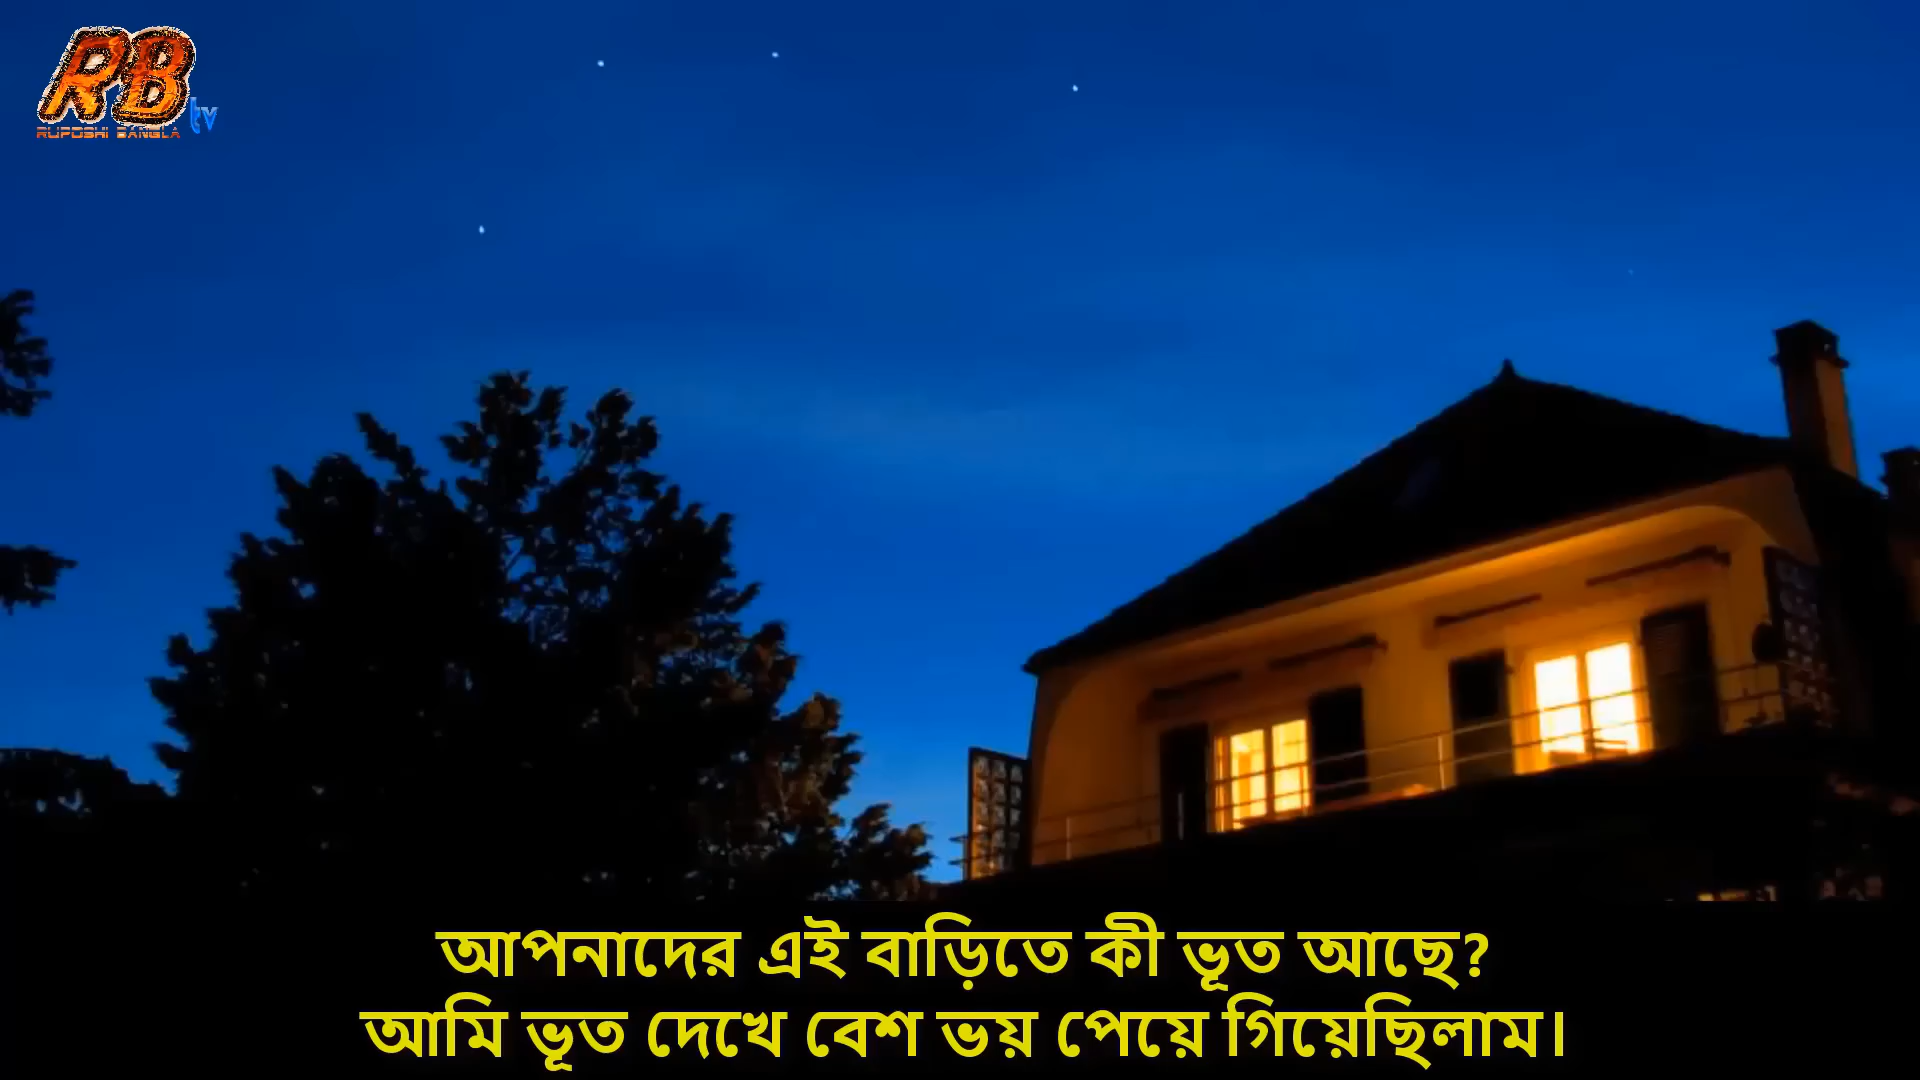 RB
RUPOSHI BANGLA tv
আপনাদের এই বাড়িতে কী ভূত আছে?
আমি ভূত দেখে বেশ ভয় পেয়ে গিয়েছিলাম।